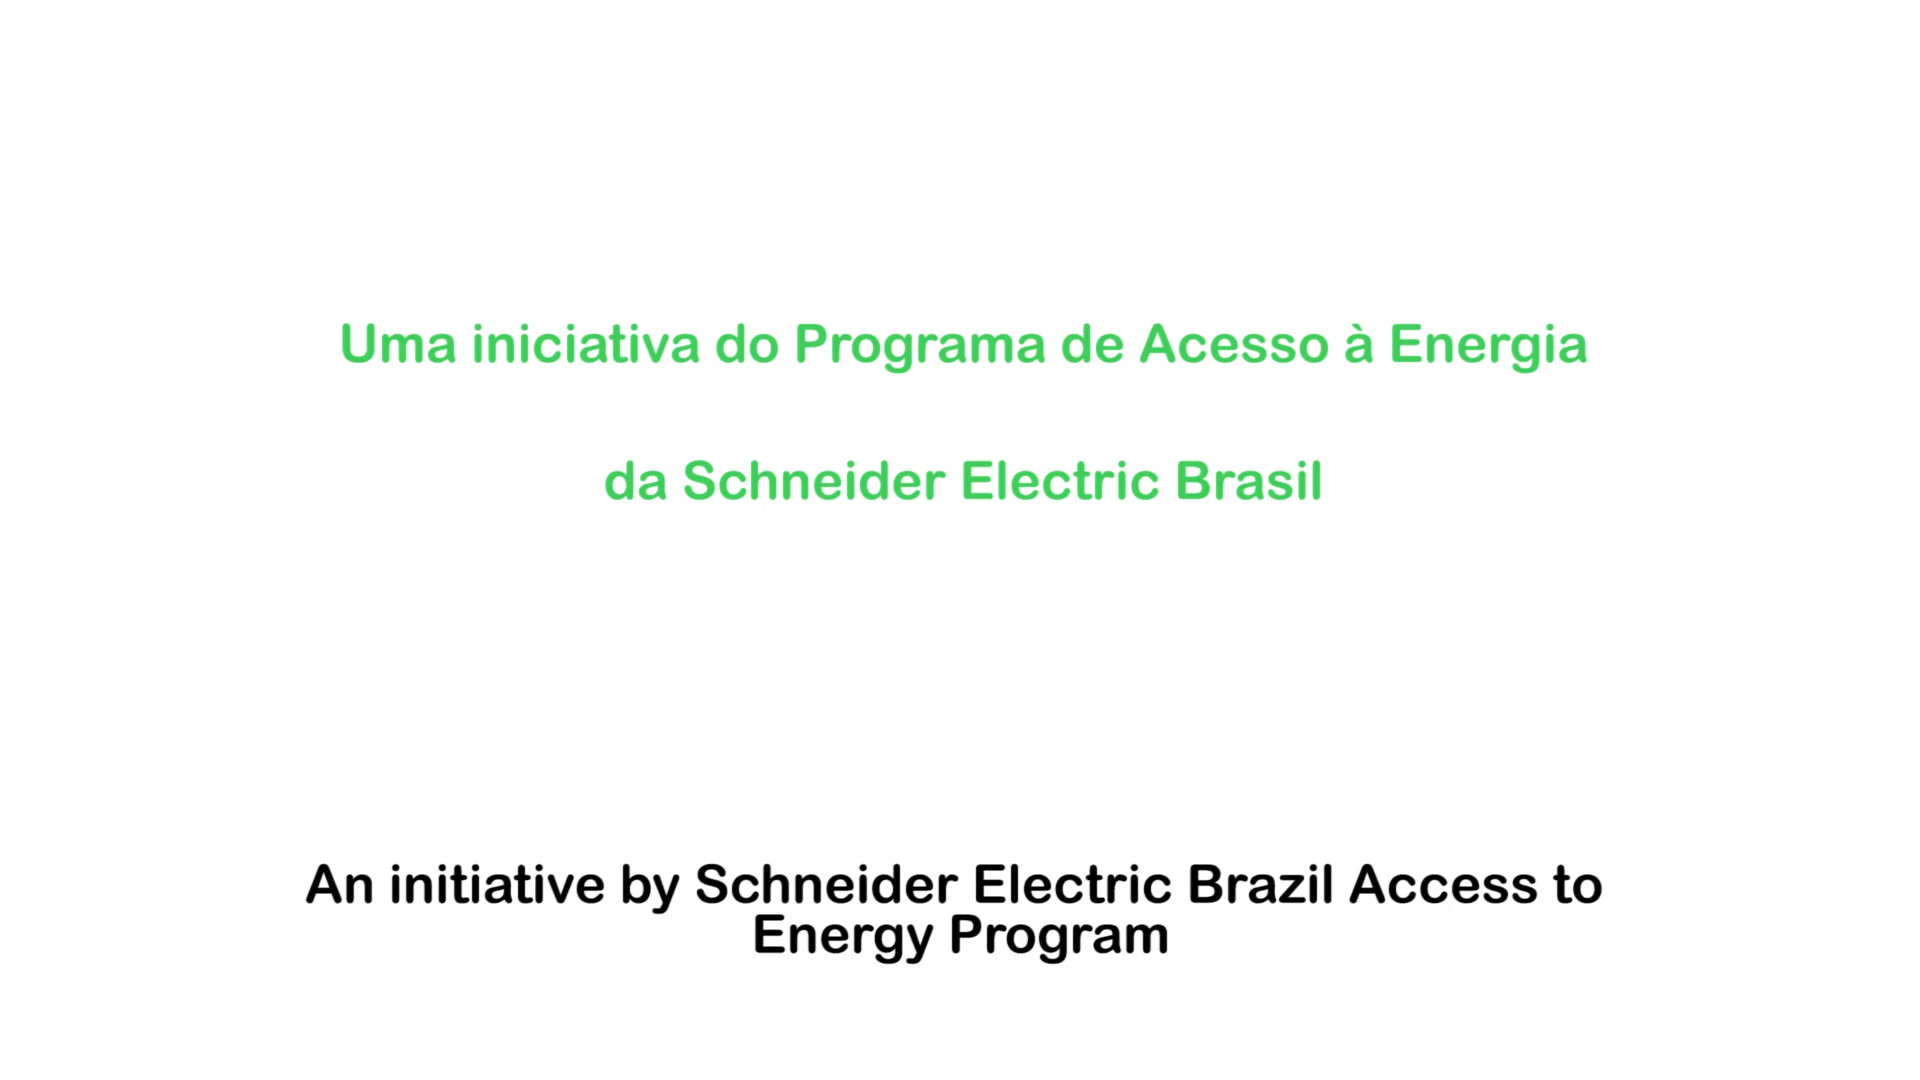 Uma iniciativa do Programa de Acesso à Energia
da Schneider Electric Brasil
An initiative by Schneider Electric Brazil Access to
Energy Program